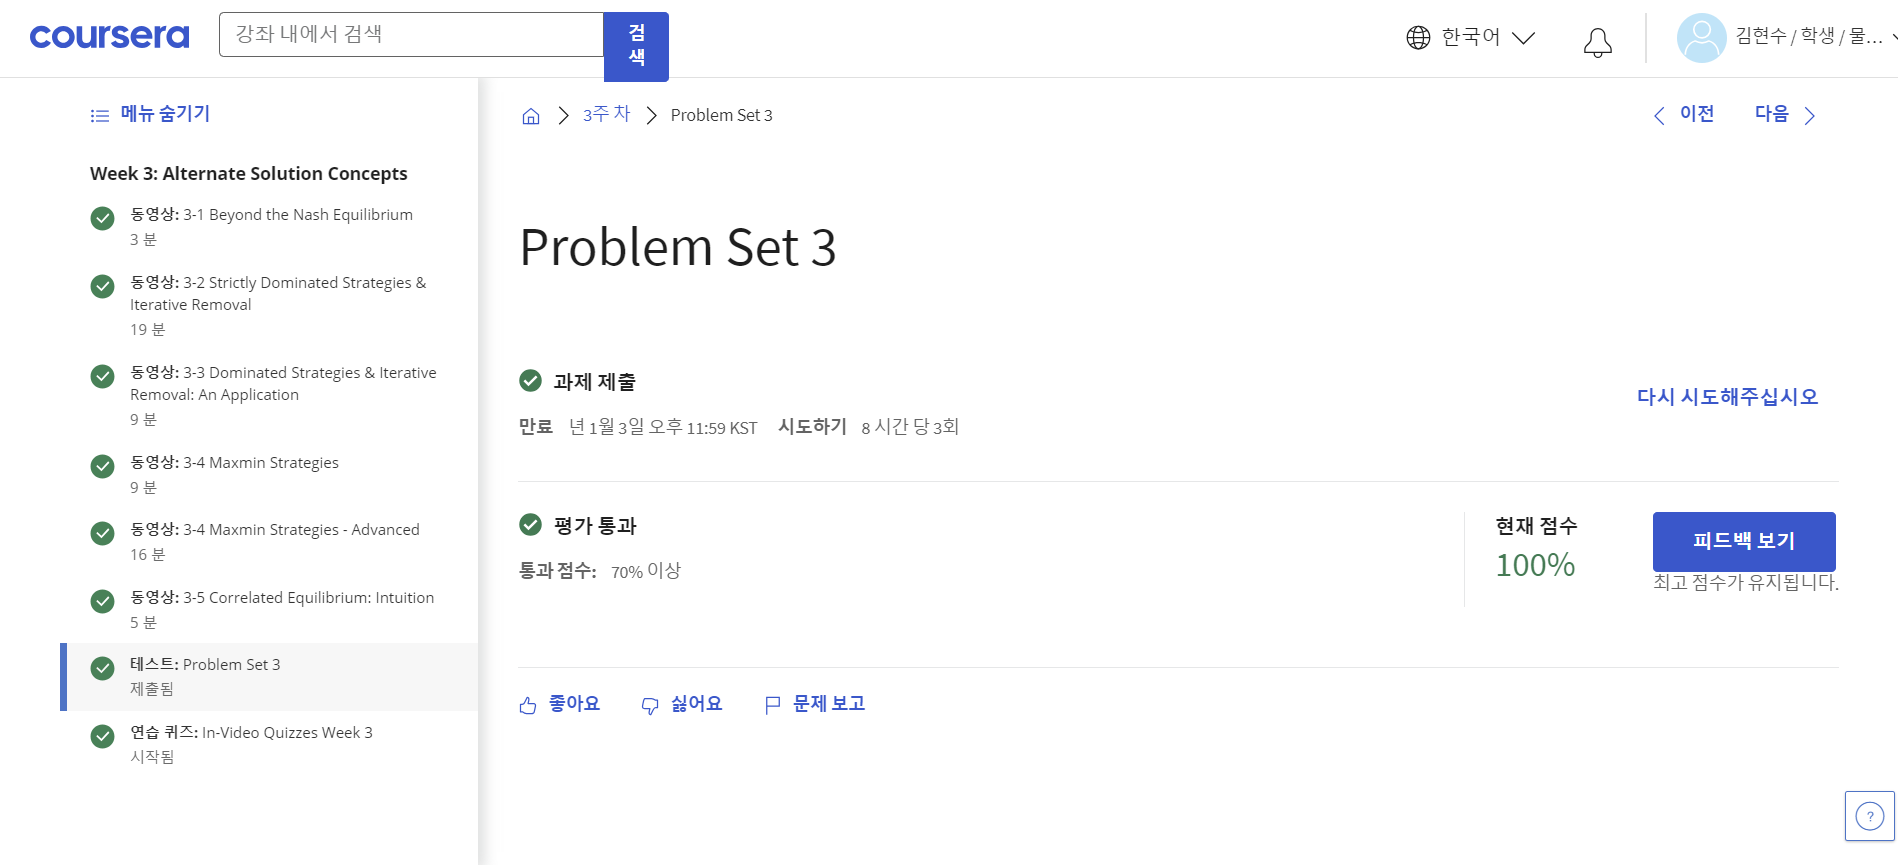 coursera
강좌 내에서 검색
검
색
한국어
김현수 / 학생 / 물...
메뉴 숨기기
Week 3: Alternate Solution Concepts
동영상: 3-1 Beyond the Nash Equilibrium
3 분
동영상: 3-2 Strictly Dominated Strategies &
Iterative Removal
19 분
동영상: 3-3 Dominated Strategies & Iterative
Removal: An Application
9 분
동영상: 3-4 Maxmin Strategies
9 분
동영상: 3-4 Maxmin Strategies - Advanced
16 분
동영상: 3-5 Correlated Equilibrium: Intuition
5 분
테스트: Problem Set 3
제출됨
연습 퀴즈: In-Video Quizzes Week 3
시작됨
3주 차
Problem Set 3
이전
다음
Problem Set 3
과제 제출
만료 년 1월 3일 오후 11:59 KST 시도하기 8 시간 당 3회
다시 시도해주십시오
평가 통과
통과 점수: 70% 이상
현재 점수
100%
피드백 보기
최고 점수가 유지됩니다.
좋아요
싫어요
문제 보고
?